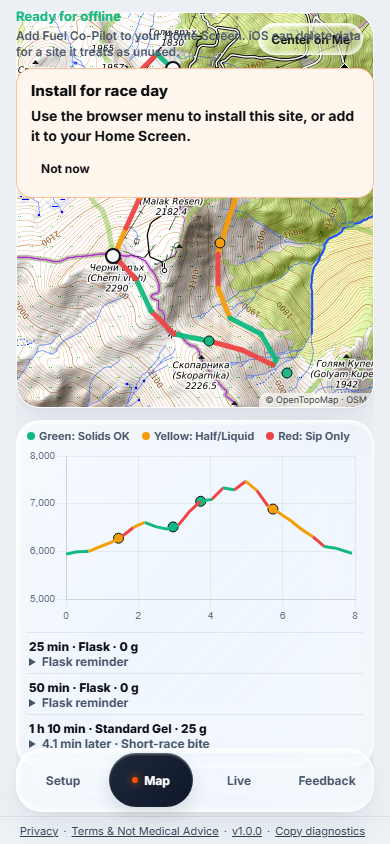 Ready for offline
Add Fuel Co-Pilot to your Home Screen. iOS can delete data
for a site it treats as unused.
Center on Me
1830
1965
1957
Install for race day
Use the browser menu to install this site, or add
it to your Home Screen.
Not now
(Malak Resen)
2182.4
Черни връх
(Cherni vrah)
2290
Скопарника
(Skoparnika)
2226.5
Голям Купен
(Golyam Kupe
1942
© OpenTopoMap · OSM
Green: Solids OK
Yellow: Half/Liquid
Red: Sip Only
8,000
7,000
6,000
5,000
0 2 4 6 8
25 min · Flask · 0 g
Flask reminder
50 min · Flask · 0 g
Flask reminder
1 h 10 min · Standard Gel · 25 g
4.1 min later · Short-race bite
Setup Map Live Feedback
Privacy · Terms & Not Medical Advice · v1.0.0 · Copy diagnostics